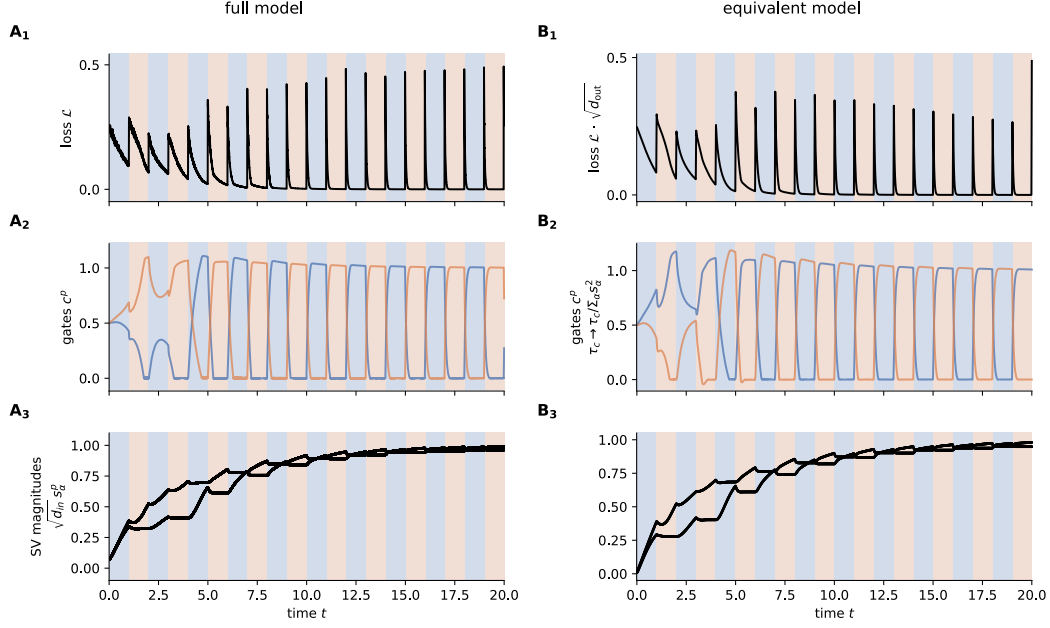 full model
equivalent model
A₁
B₁
0.5
0.0
loss ℒ
0.5
0.0
loss ℒ · √d_out
A₂
B₂
1.0
0.5
0.0
gates cᵖ
1.0
0.5
0.0
gates cᵖ
τ_c → τ_c/Σ_α s_α²
A₃
B₃
1.00
0.75
0.50
0.25
0.00
SV magnitudes
√d_in s_α^p
1.00
0.75
0.50
0.25
0.00
0.0 2.5 5.0 7.5 10.0 12.5 15.0 17.5 20.0
time t
0.0 2.5 5.0 7.5 10.0 12.5 15.0 17.5 20.0
time t